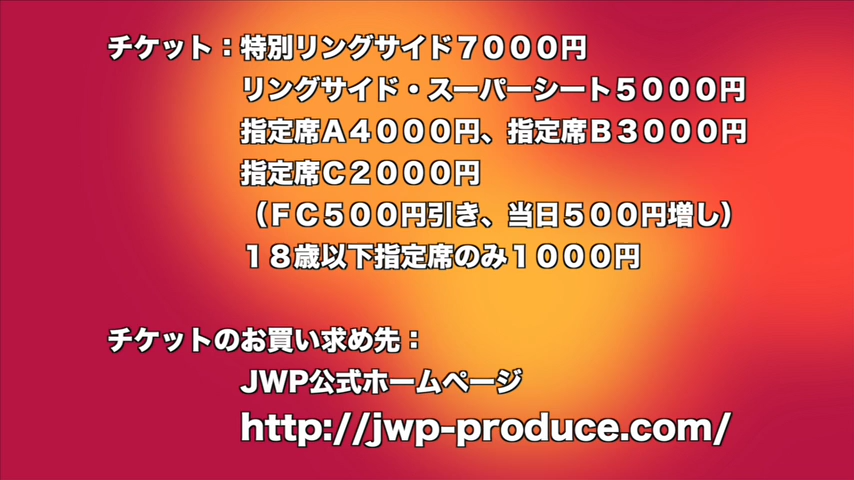 チケット：特別リングサイド７０００円
リングサイド・スーパーシート５０００円
指定席Ａ４０００円、指定席Ｂ３０００円
指定席Ｃ２０００円
（ＦＣ５００円引き、当日５００円増し）
１８歳以下指定席のみ１０００円
チケットのお買い求め先：
JWP公式ホームページ
http://jwp-produce.com/